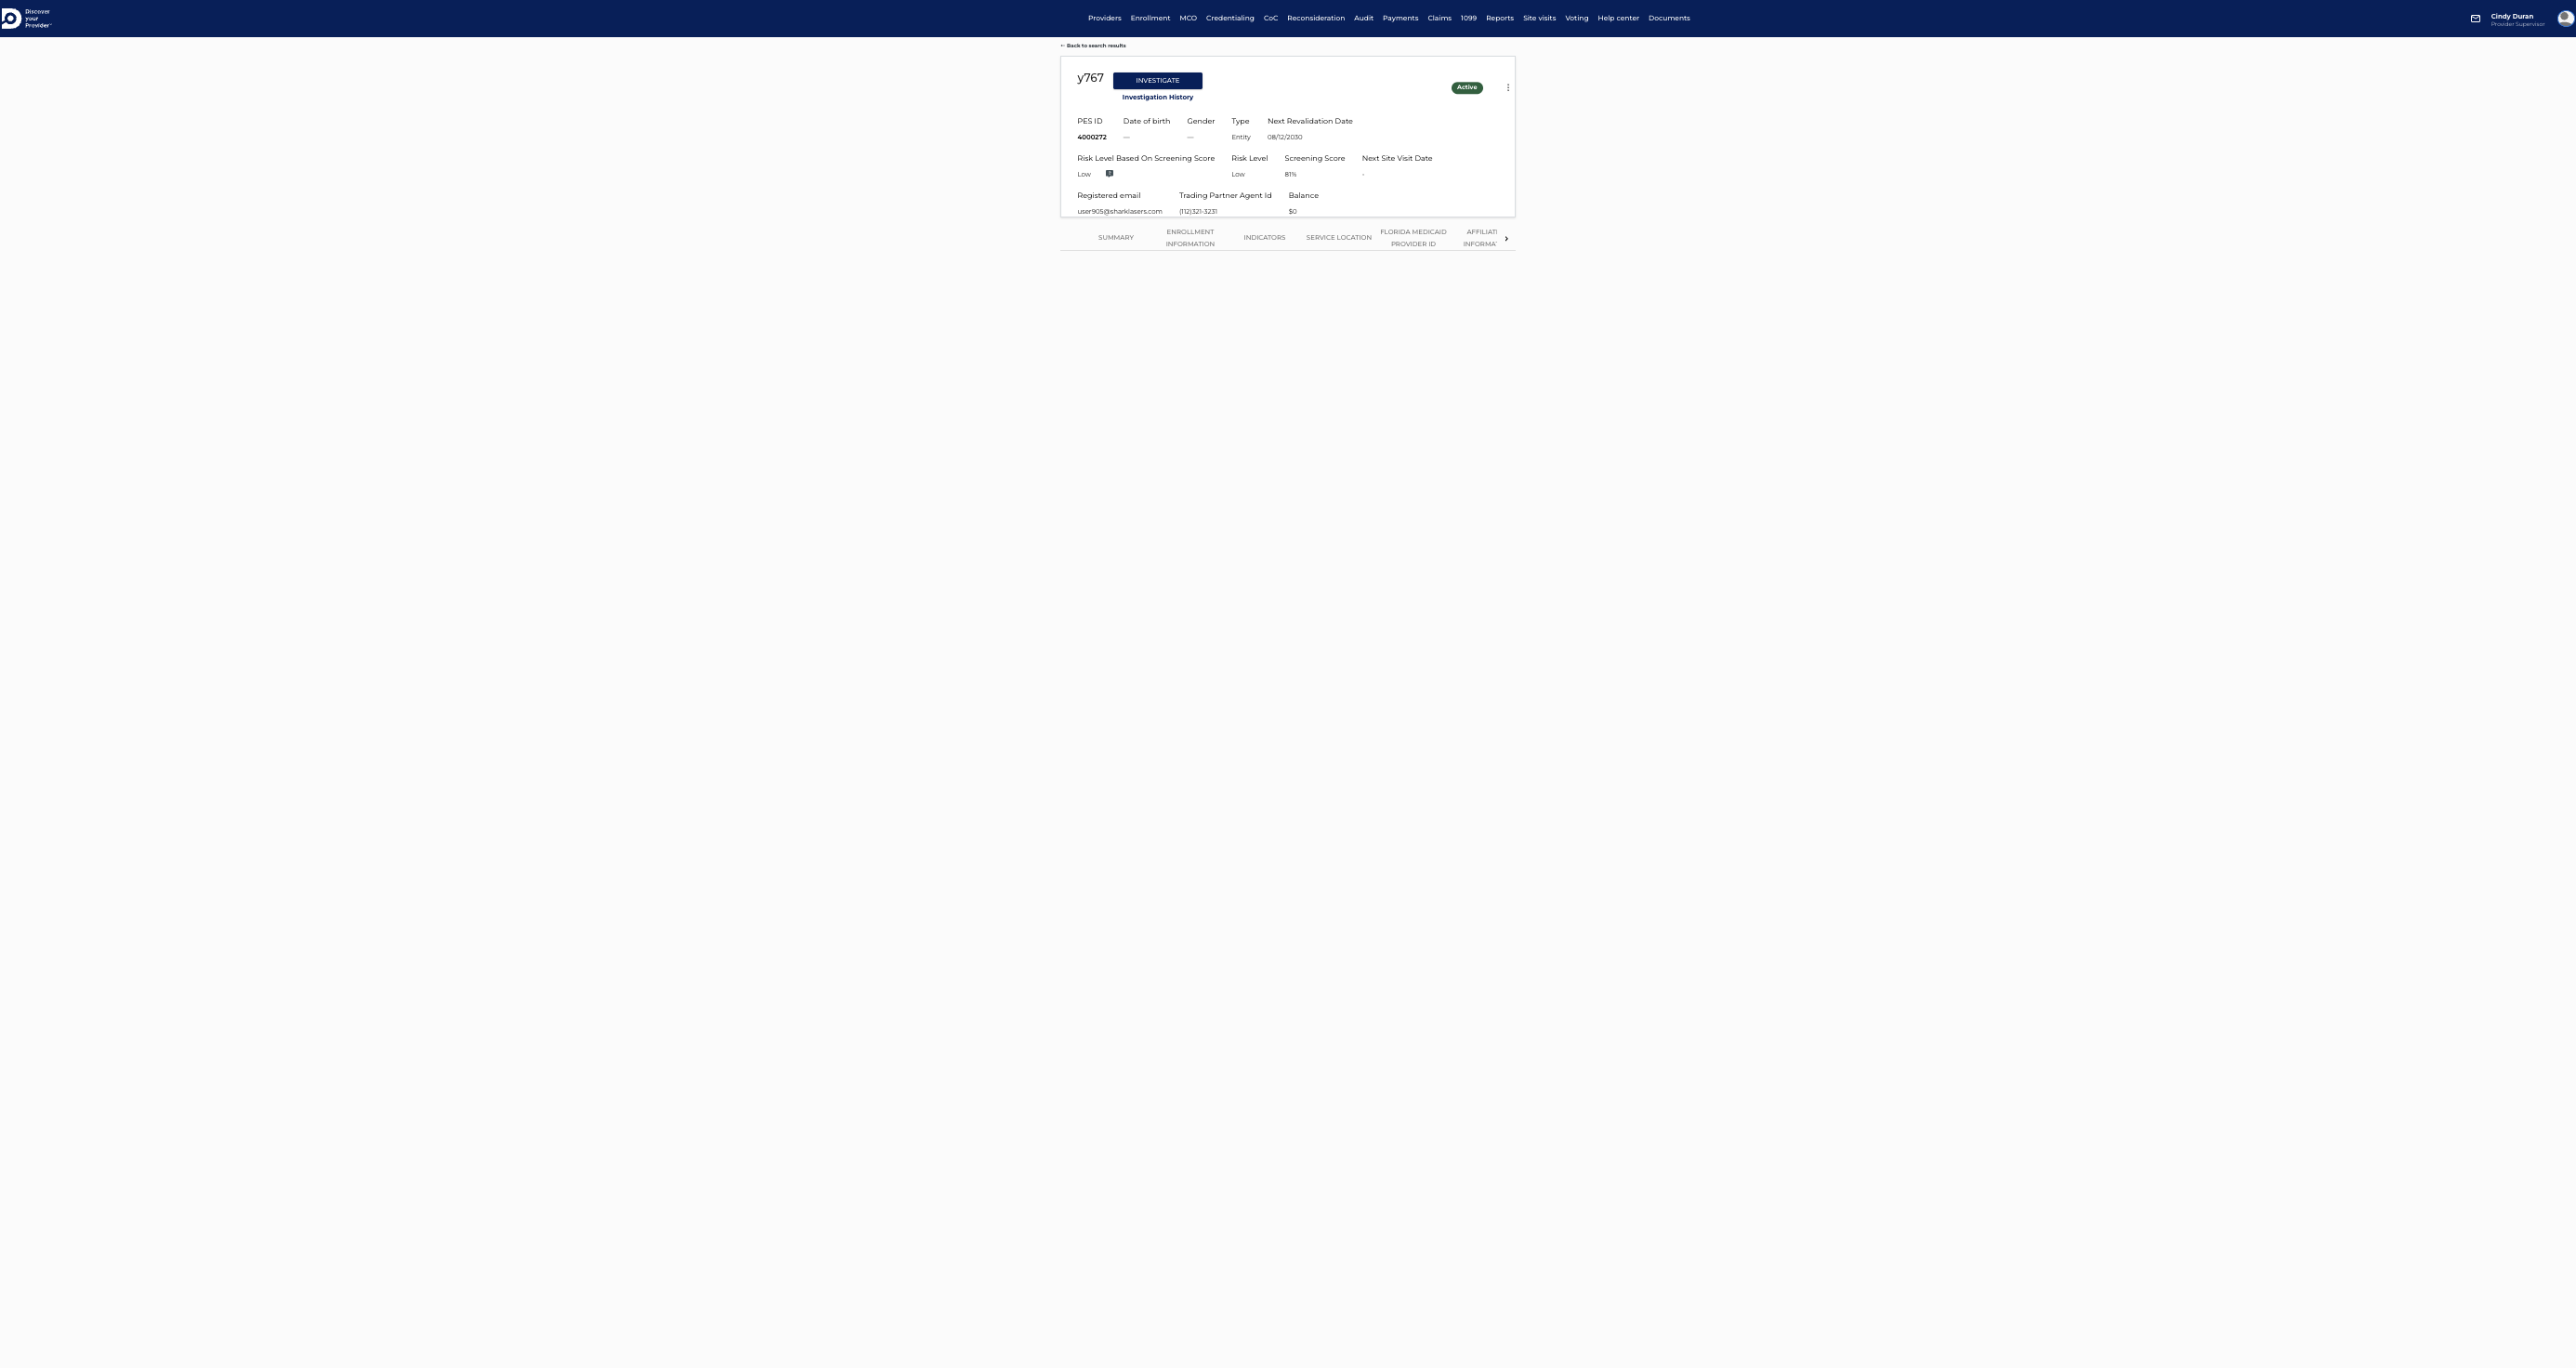 Discover
your
Provider
Providers Enrollment MCO Credentialing CoC Reconsideration Audit Payments Claims 1099 Reports Site visits Voting Help center Documents
Cindy Duran
Provider Supervisor
← Back to search results
y767 INVESTIGATE
Active
Investigation History
PES ID Date of birth Gender Type Next Revalidation Date
4000272 — — Entity 08/12/2030
Risk Level Based On Screening Score Risk Level Screening Score Next Site Visit Date
Low Low 81% -
Registered email Trading Partner Agent Id Balance
user905@sharklasers.com (112)321-3231 $0
SUMMARY ENROLLMENT INFORMATION INDICATORS SERVICE LOCATION FLORIDA MEDICAID PROVIDER ID AFFILIATI INFORMA